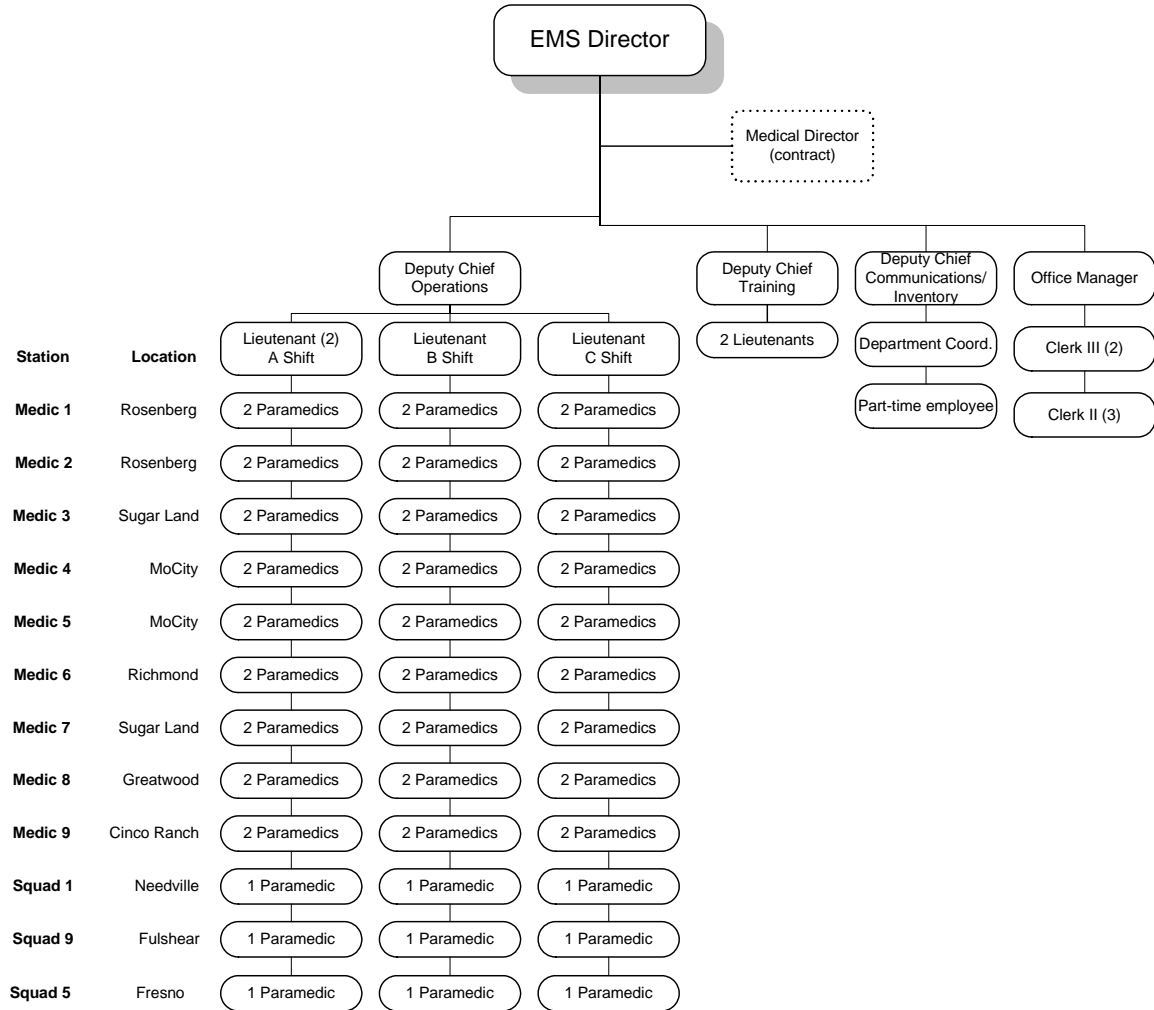 EMS Director
Medical Director
(contract)
Deputy Chief
Operations
Deputy Chief
Training
Deputy Chief
Communications/
Inventory
Office Manager
Station Location
Lieutenant (2)
A Shift
Lieutenant
B Shift
Lieutenant
C Shift
2 Lieutenants
Department Coord.
Clerk III (2)
Part-time employee
Clerk II (3)
Medic 1 Rosenberg 2 Paramedics 2 Paramedics 2 Paramedics
Medic 2 Rosenberg 2 Paramedics 2 Paramedics 2 Paramedics
Medic 3 Sugar Land 2 Paramedics 2 Paramedics 2 Paramedics
Medic 4 MoCity 2 Paramedics 2 Paramedics 2 Paramedics
Medic 5 MoCity 2 Paramedics 2 Paramedics 2 Paramedics
Medic 6 Richmond 2 Paramedics 2 Paramedics 2 Paramedics
Medic 7 Sugar Land 2 Paramedics 2 Paramedics 2 Paramedics
Medic 8 Greatwood 2 Paramedics 2 Paramedics 2 Paramedics
Medic 9 Cinco Ranch 2 Paramedics 2 Paramedics 2 Paramedics
Squad 1 Needville 1 Paramedic 1 Paramedic 1 Paramedic
Squad 9 Fulshear 1 Paramedic 1 Paramedic 1 Paramedic
Squad 5 Fresno 1 Paramedic 1 Paramedic 1 Paramedic